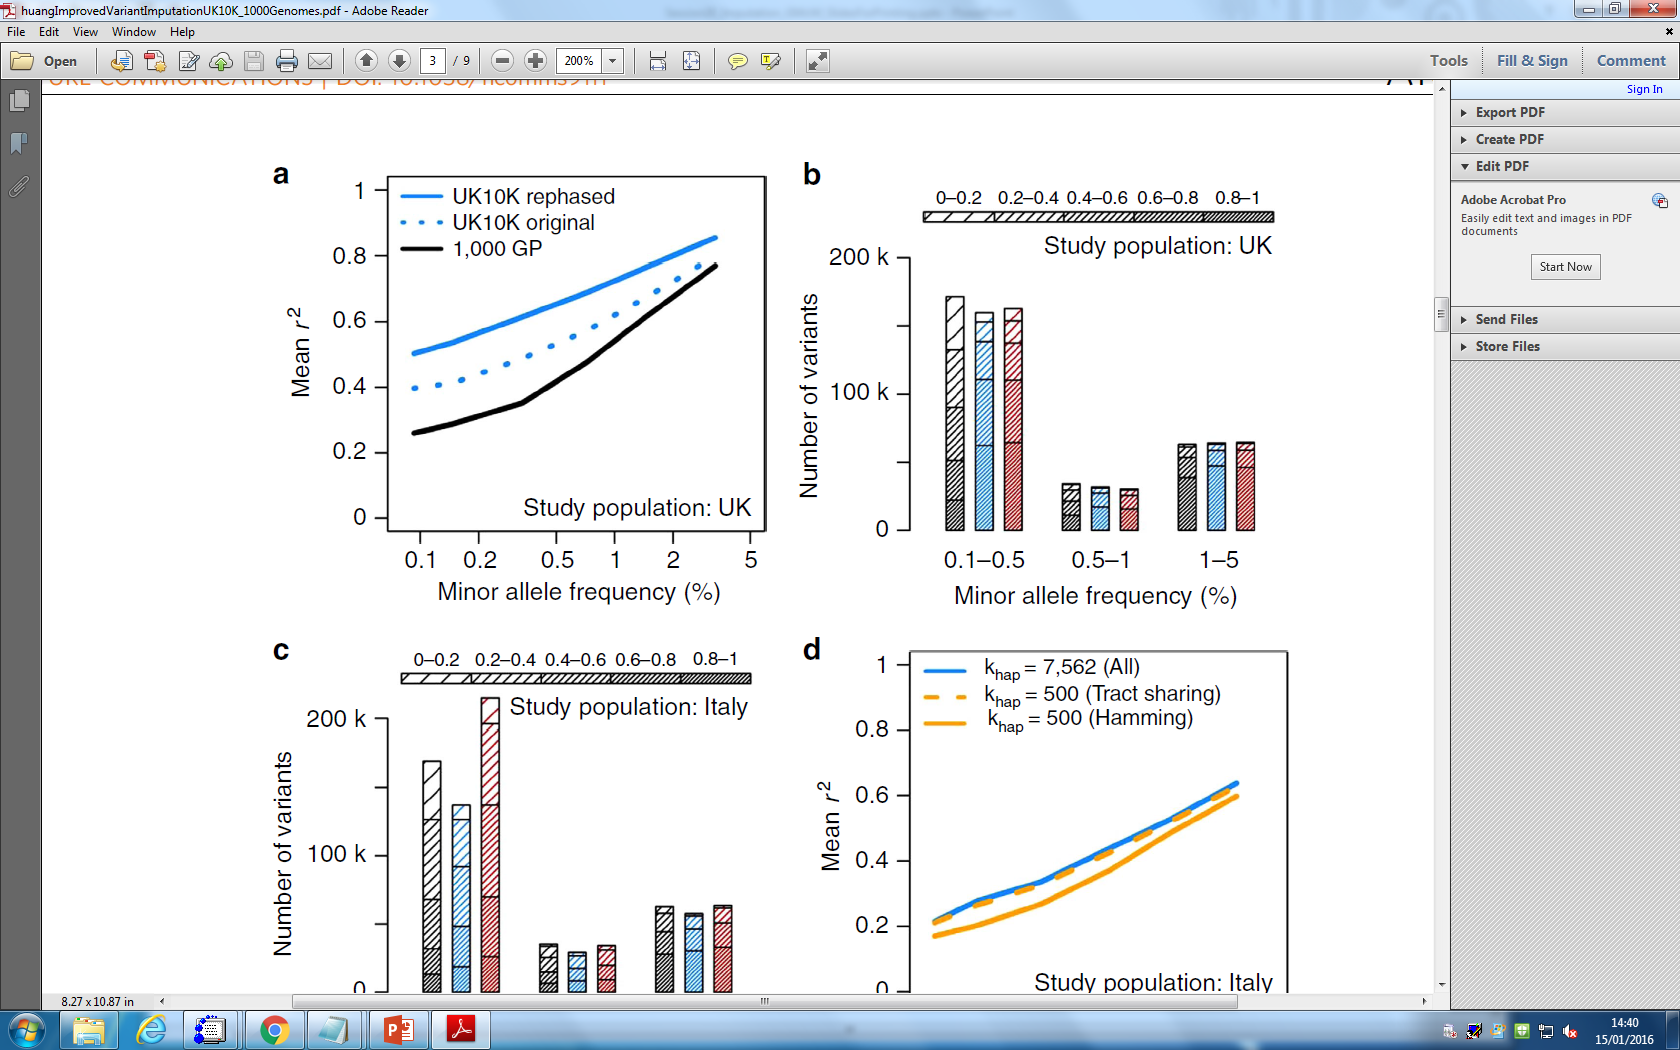 huangImprovedVariantImputationUK10K_1000Genomes.pdf - Adobe Reader
File Edit View Window Help
Open 3 / 9 200% Tools Fill & Sign Comment
Sign In
Export PDF
Create PDF
Edit PDF
Adobe Acrobat Pro
Easily edit text and images in PDF
documents
Start Now
Send Files
Store Files
a
UK10K rephased
UK10K original
1,000 GP
1
0.8
0.6
0.4
0.2
0
Mean r2
Study population: UK
0.1 0.2 0.5 1 2 5
Minor allele frequency (%)
b
0–0.2 0.2–0.4 0.4–0.6 0.6–0.8 0.8–1
Study population: UK
200 k
100 k
0
Number of variants
0.1–0.5 0.5–1 1–5
Minor allele frequency (%)
c
0–0.2 0.2–0.4 0.4–0.6 0.6–0.8 0.8–1
Study population: Italy
200 k
100 k
0
Number of variants
d
khap = 7,562 (All)
khap = 500 (Tract sharing)
khap = 500 (Hamming)
1
0.8
0.6
0.4
0.2
0
Mean r2
Study population: Italy
8.27 x 10.87 in
14:40
15/01/2016